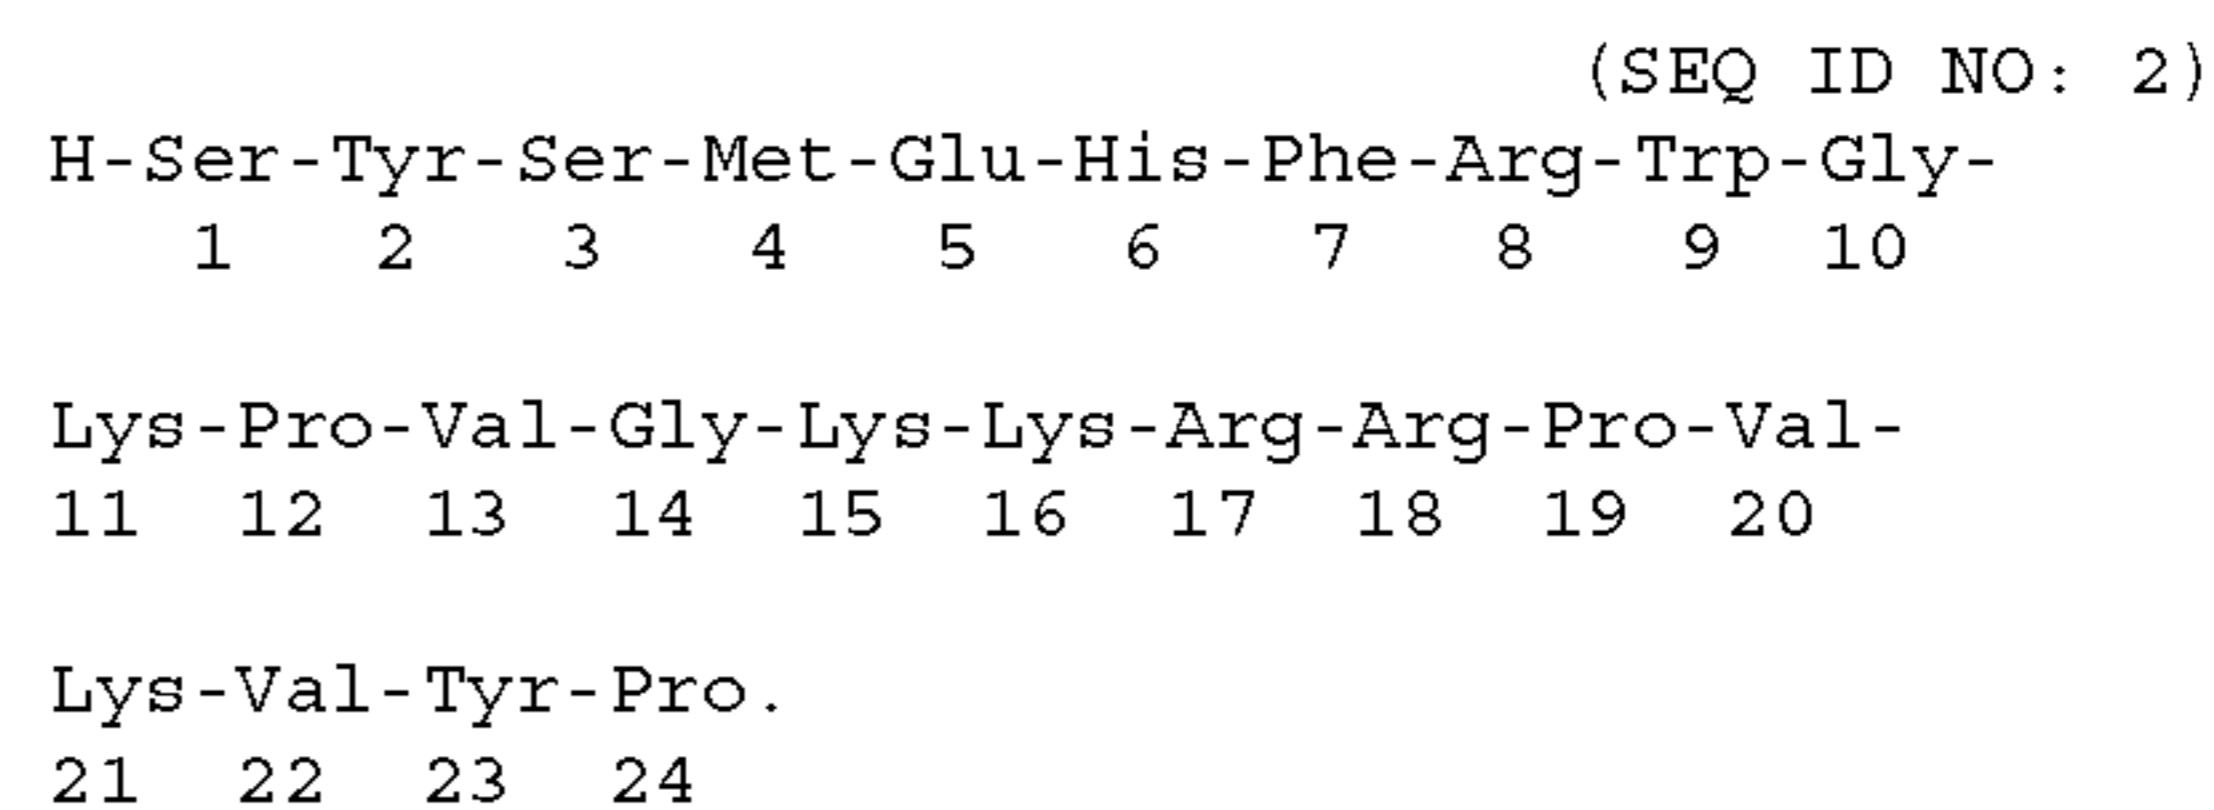 (SEQ ID NO: 2)
H-Ser-Tyr-Ser-Met-Glu-His-Phe-Arg-Trp-Gly-
1 2 3 4 5 6 7 8 9 10
Lys-Pro-Val-Gly-Lys-Lys-Arg-Arg-Pro-Val-
11 12 13 14 15 16 17 18 19 20
Lys-Val-Tyr-Pro.
21 22 23 24